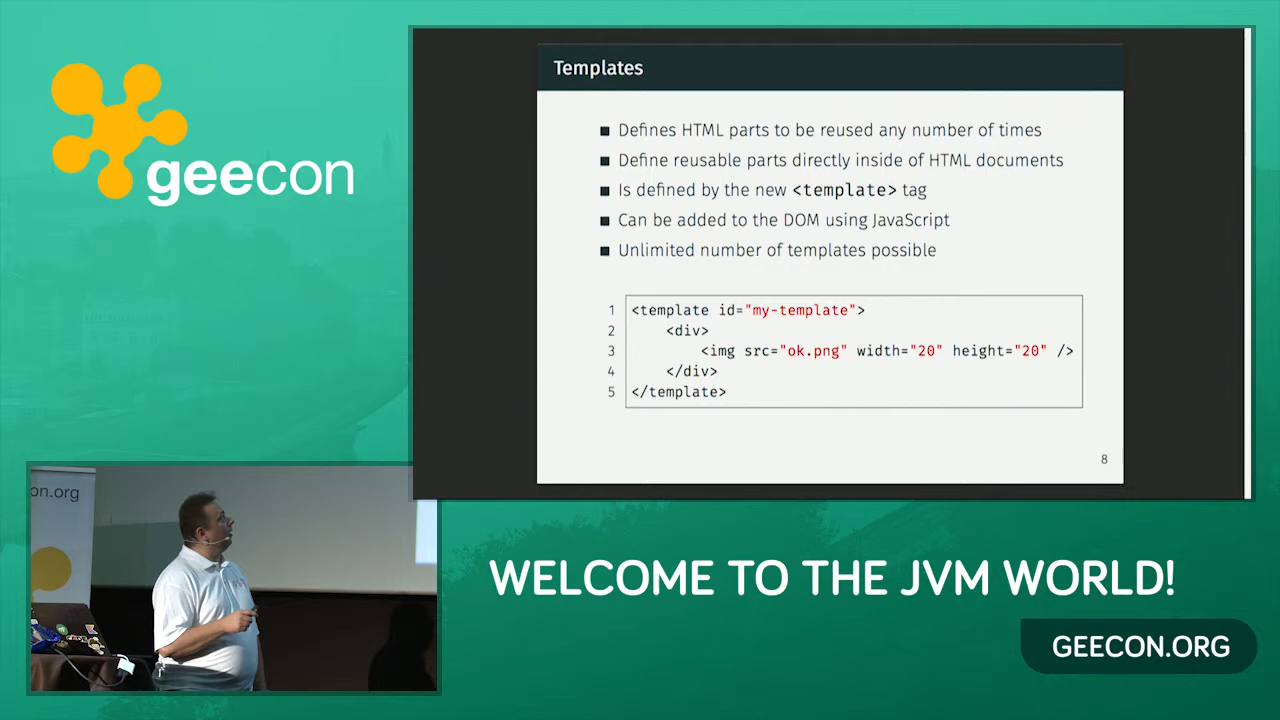 geecon
Templates
Defines HTML parts to be reused any number of times
Define reusable parts directly inside of HTML documents
Is defined by the new <template> tag
Can be added to the DOM using JavaScript
Unlimited number of templates possible
1 <template id="my-template">
2 <div>
3 <img src="ok.png" width="20" height="20" />
4 </div>
5 </template>
8
on.org
WELCOME TO THE JVM WORLD!
GEECON.ORG